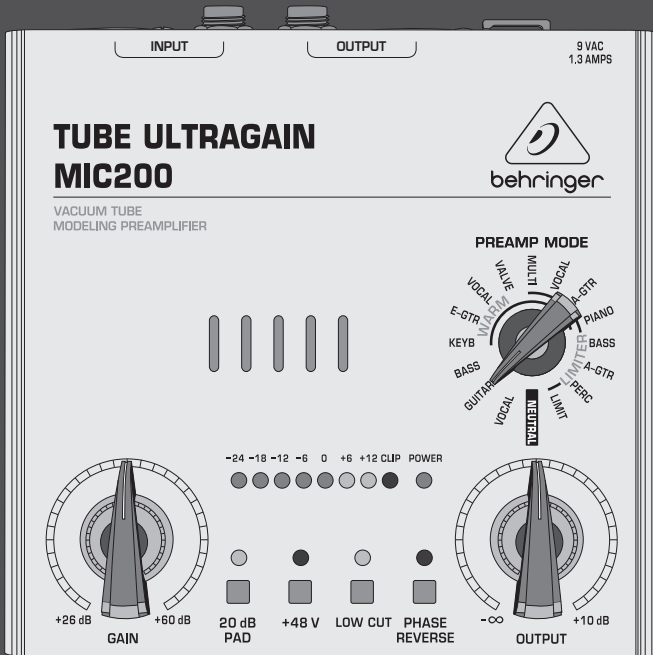 INPUT
OUTPUT
9 VAC
1.3 AMPS
TUBE ULTRAGAIN
MIC200
behringer
VACUUM TUBE
MODELING PREAMPLIFIER
PREAMP MODE
NEUTRAL
VOCAL
GUITAR
BASS
KEYB
E-GTR
VOCAL
VALVE
MULTI
VOCAL
A-GTR
PIANO
BASS
A-GTR
PERC
LIMIT
WARM
LIMITER
-24 -18 -12 -6 0 +6 +12 CLIP POWER
+26 dB +60 dB
GAIN
20 dB
PAD
+48 V
LOW CUT
PHASE
REVERSE
-∞ +10 dB
OUTPUT